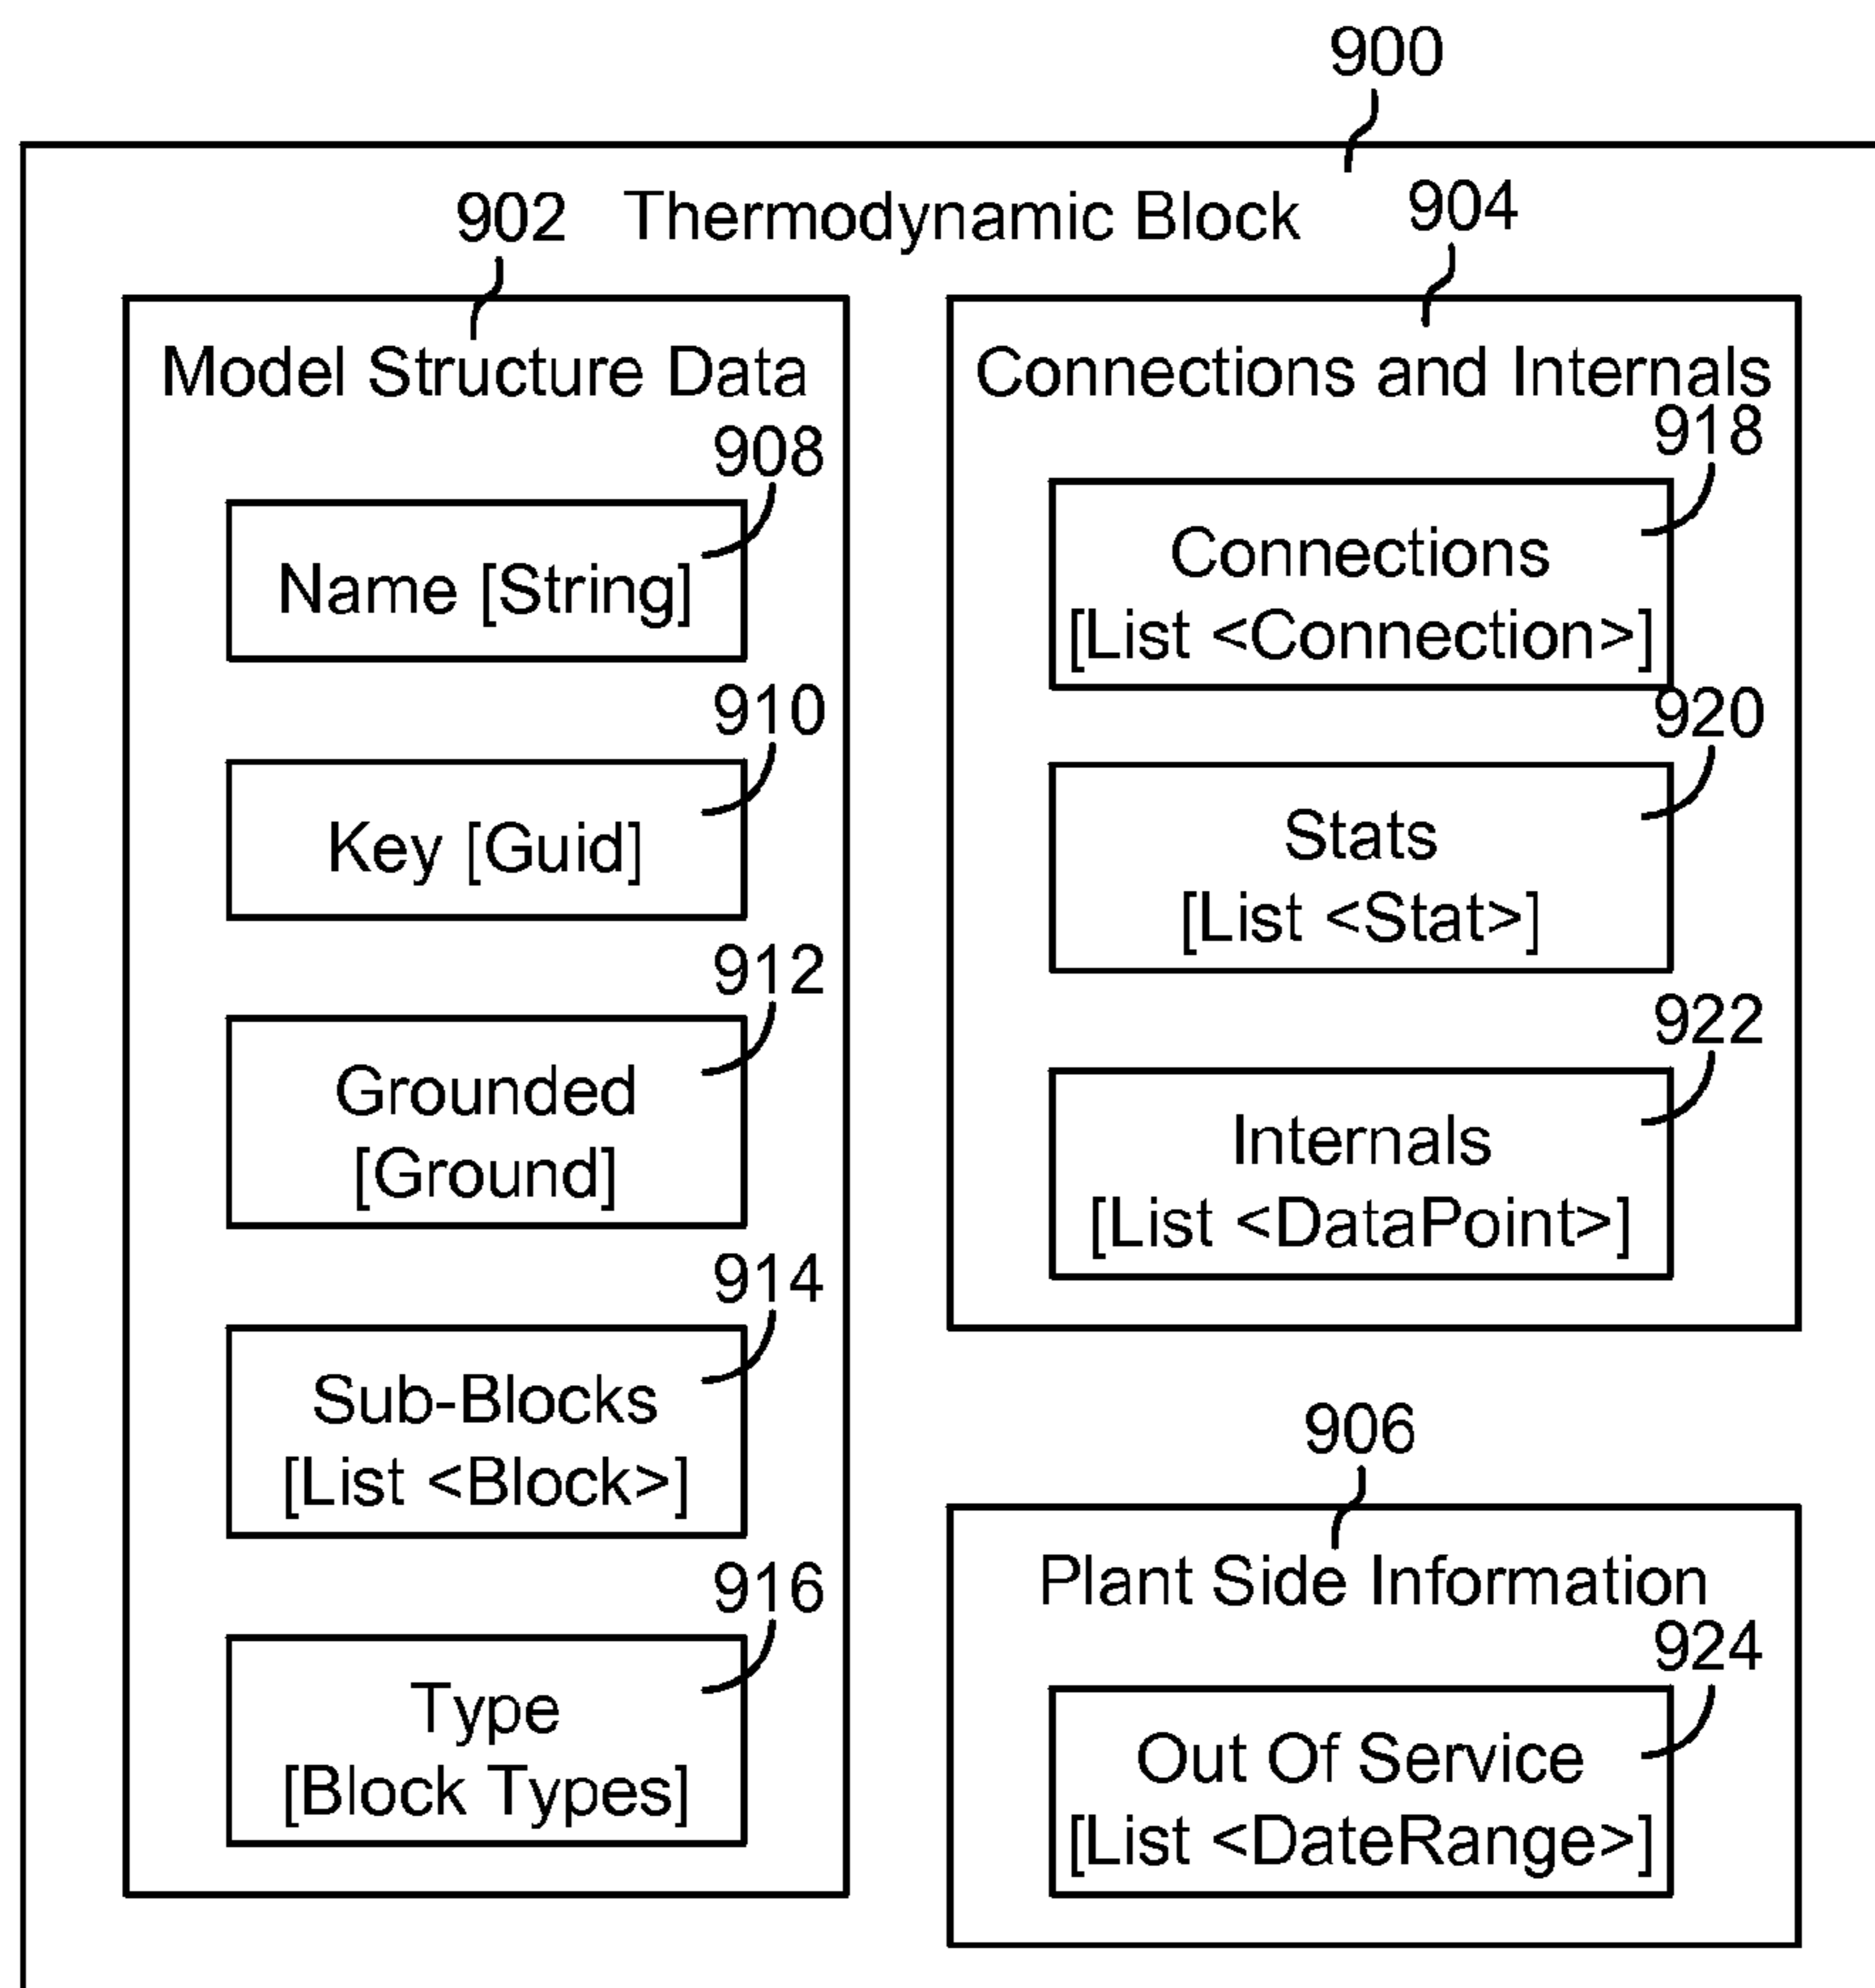 900
Thermodynamic Block
902
904
Model Structure Data
908
Name [String]
910
Key [Guid]
912
Grounded
[Ground]
914
Sub-Blocks
[List <Block>]
916
Type
[Block Types]
Connections and Internals
918
Connections
[List <Connection>]
920
Stats
[List <Stat>]
922
Internals
[List <DataPoint>]
906
Plant Side Information
924
Out Of Service
[List <DateRange>]